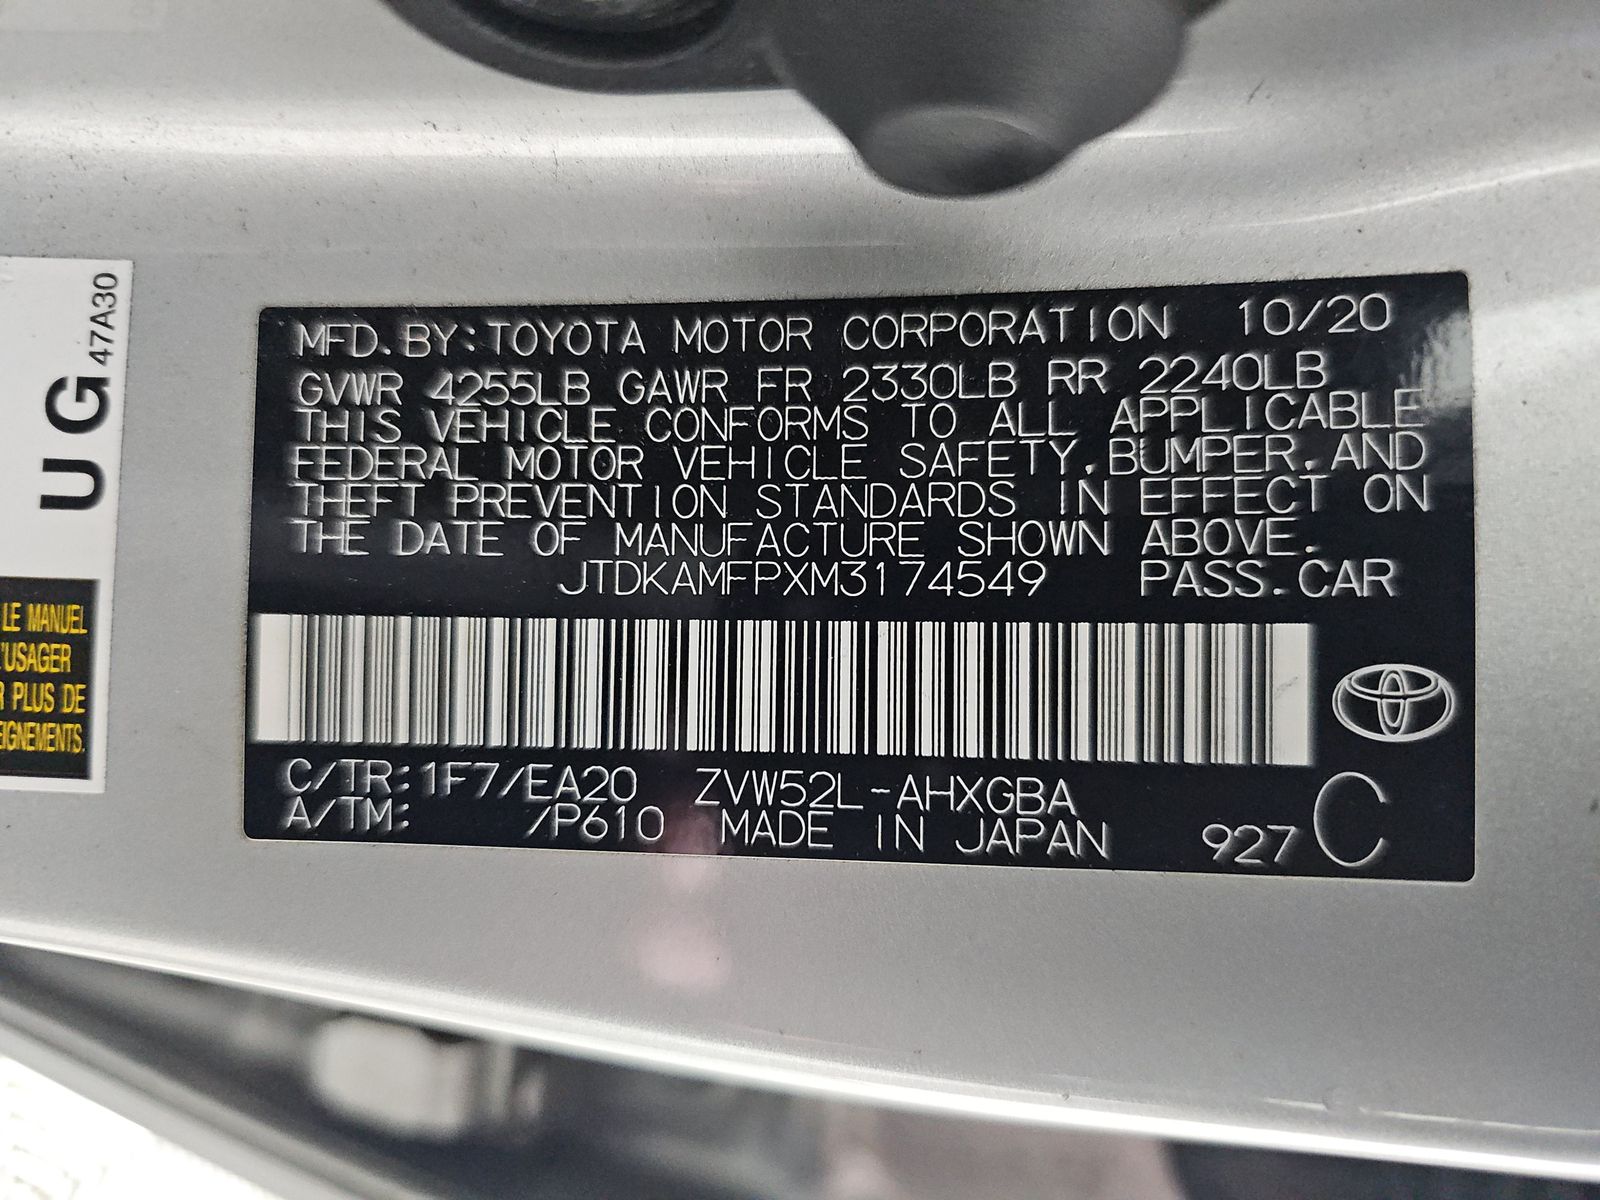 MFD. BY: TOYOTA MOTOR CORPORATION 10/20
GVWR 4255LB GAWR FR 2330LB RR 2240LB
THIS VEHICLE CONFORMS TO ALL APPLICABLE
FEDERAL MOTOR VEHICLE SAFETY, BUMPER, AND
THEFT PREVENTION STANDARDS IN EFFECT ON
THE DATE OF MANUFACTURE SHOWN ABOVE.
JTDKAMFPXM3174549 PASS. CAR
C/TR: 1F7/EA20 ZVW52L-AHXGBA
A/TM: /P610 MADE IN JAPAN 927 C
UG 47A30
LE MANUEL
L'USAGER
R PLUS DE
EIGNEMENTS.